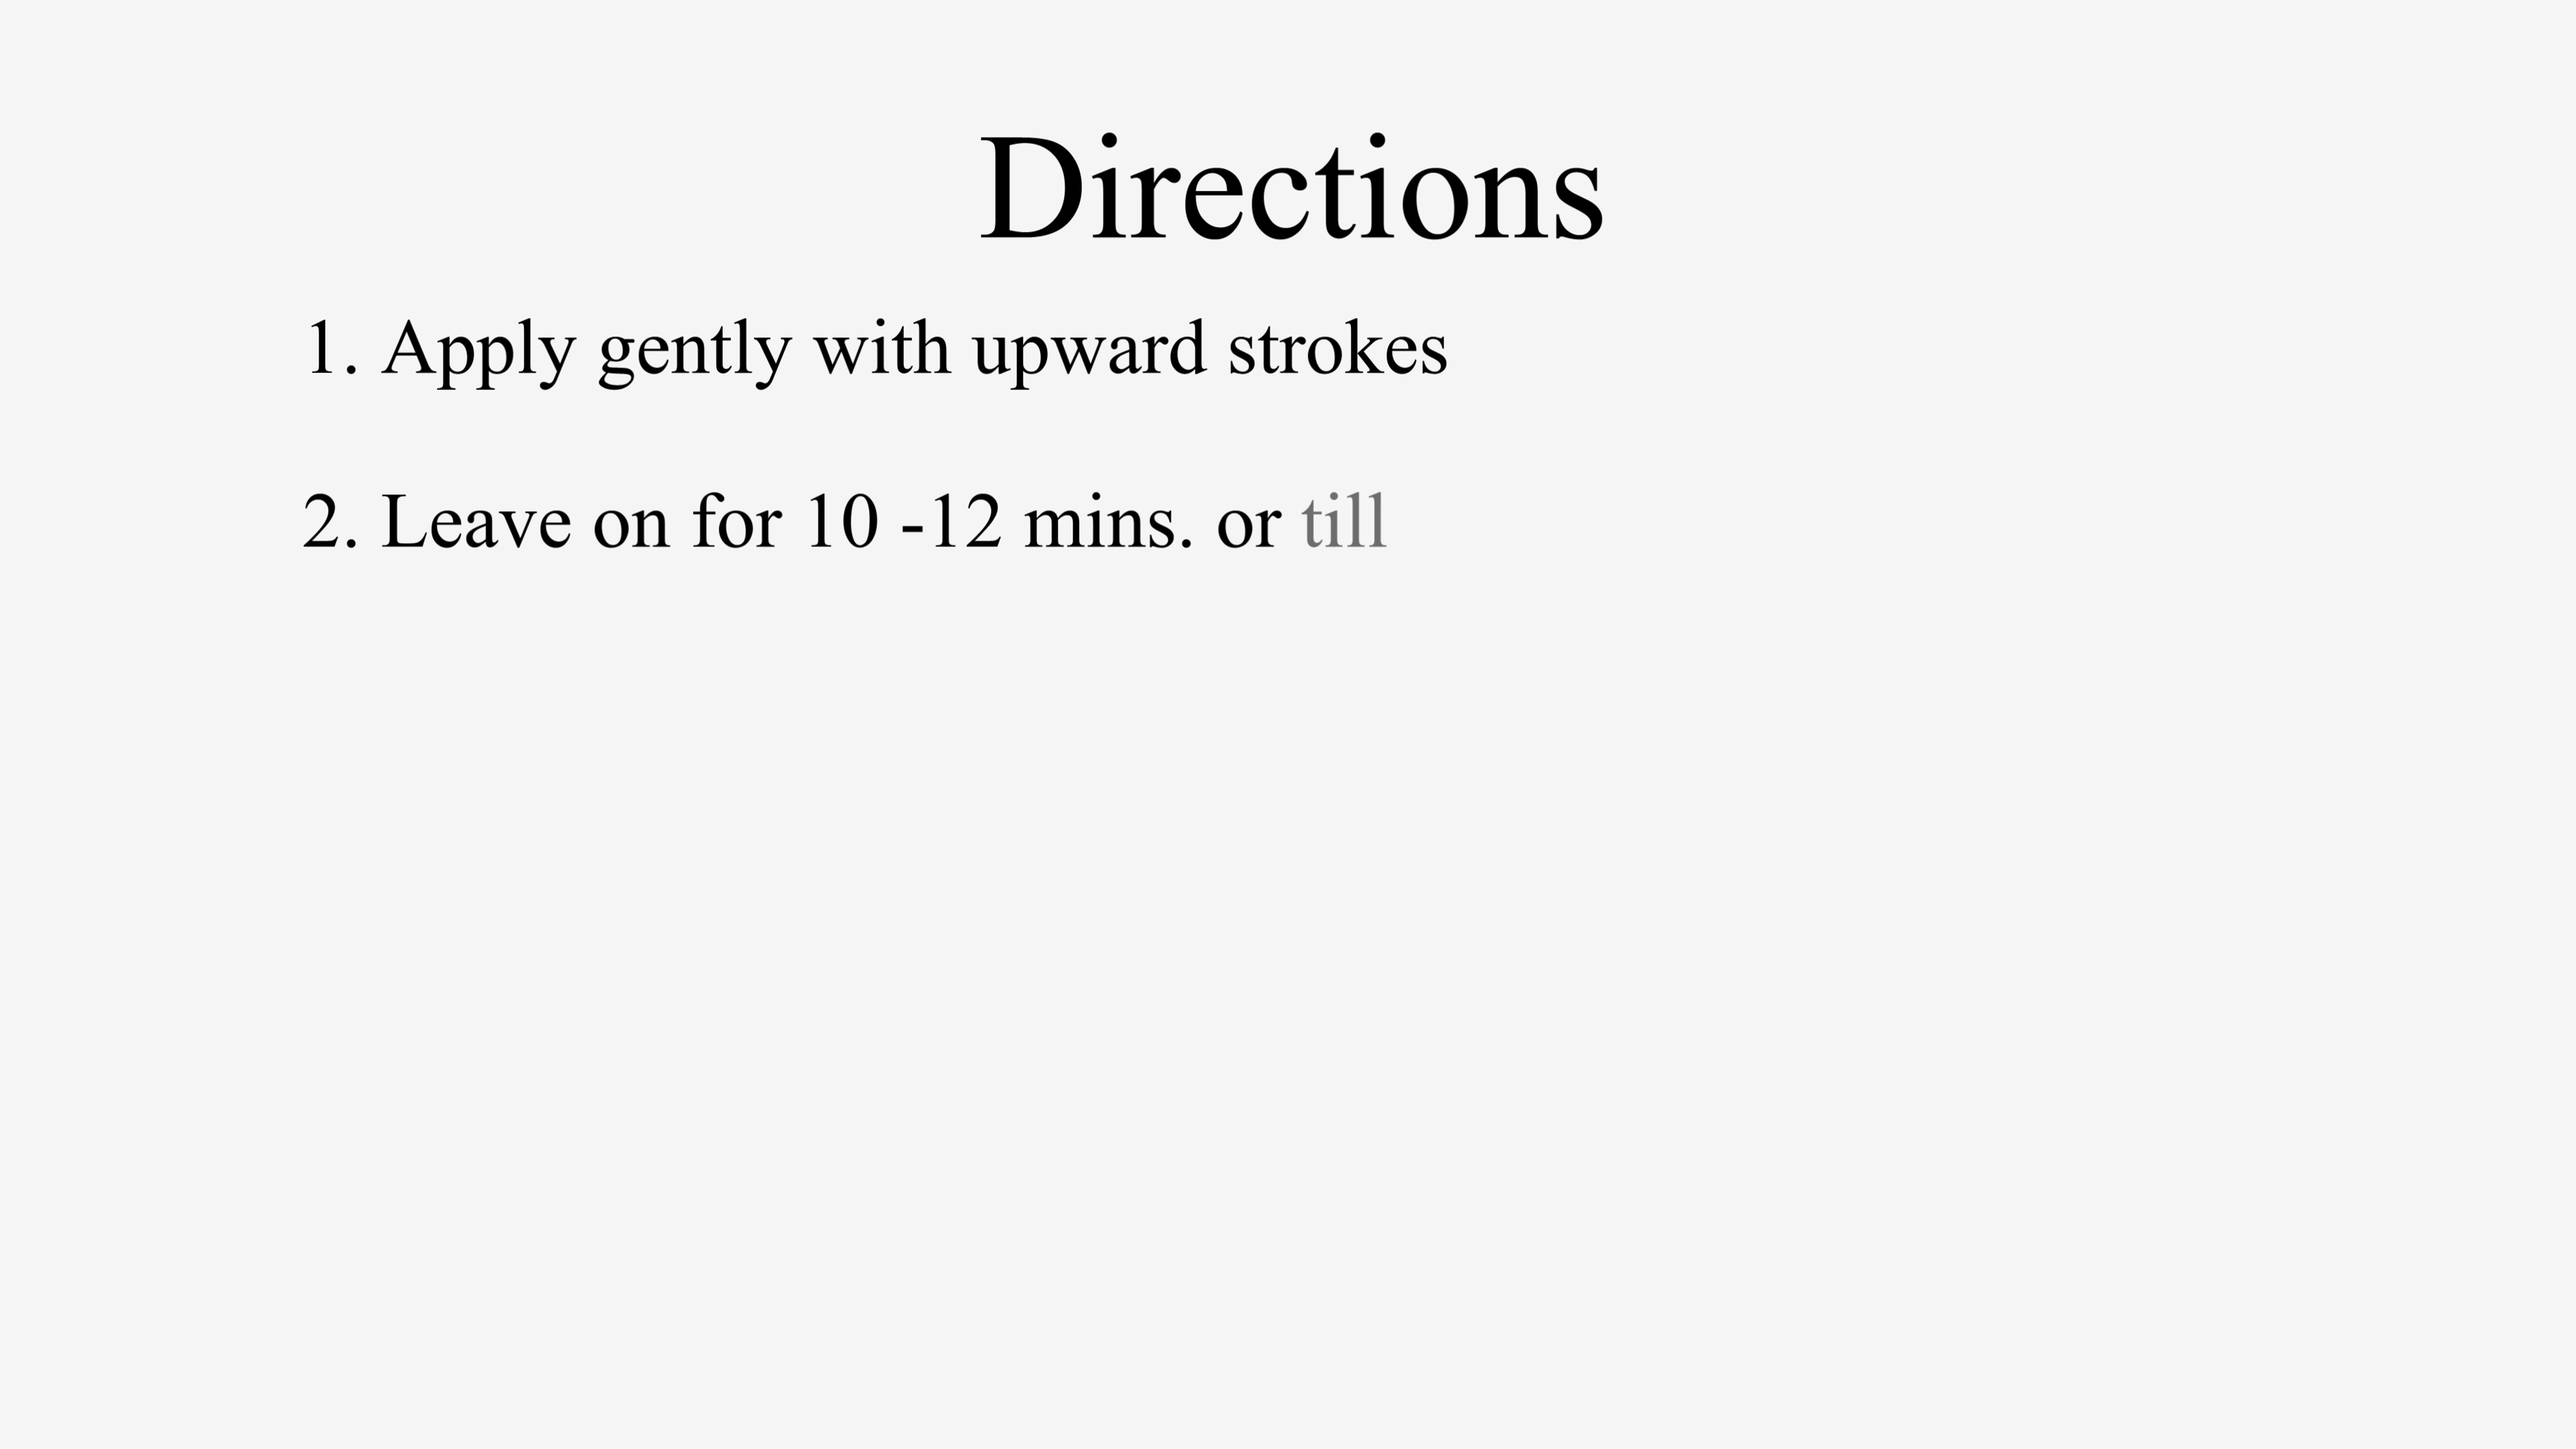 Directions
1. Apply gently with upward strokes
2. Leave on for 10 -12 mins. or till